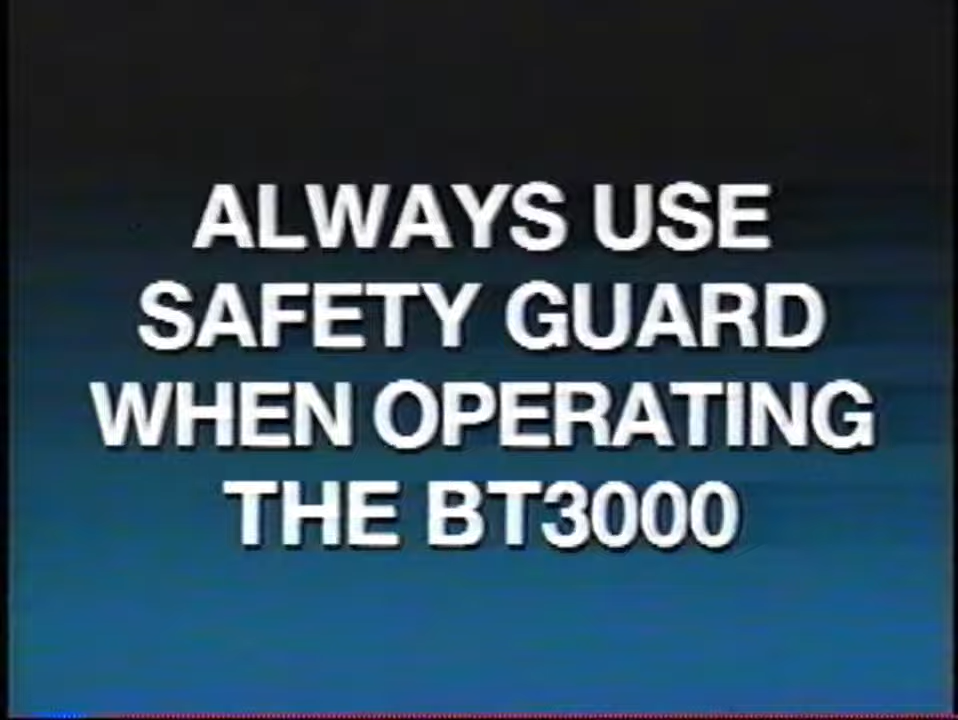 ALWAYS USE
SAFETY GUARD
WHEN OPERATING
THE BT3000